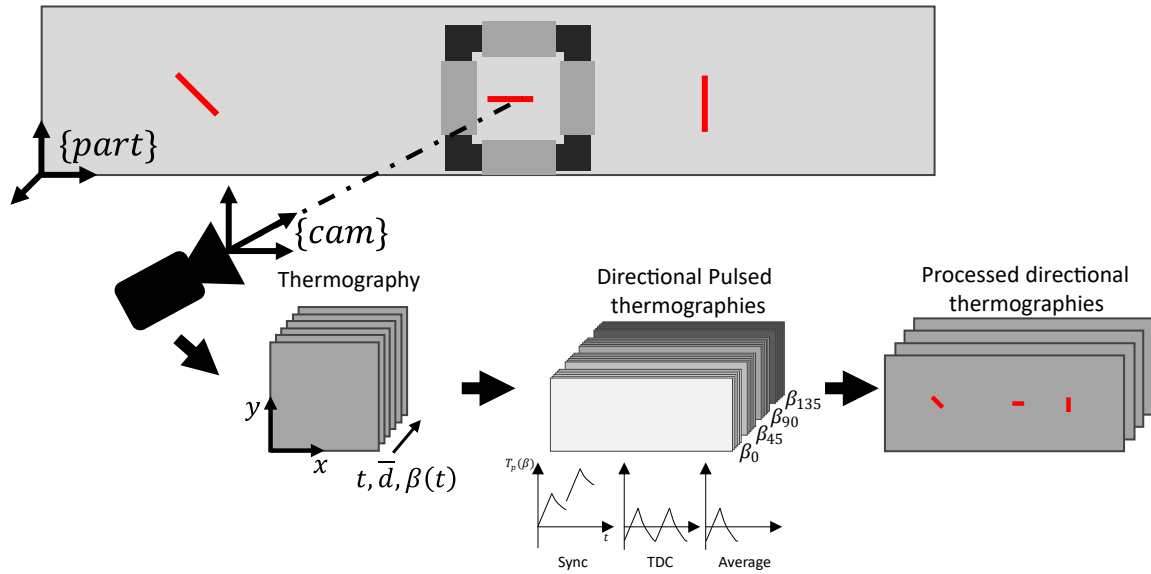 {part}
{cam}
Thermography
Directional Pulsed
thermographies
Processed directional
thermographies
y
x
t, d̅, β(t)
β₀
β₄₅
β₉₀
β₁₃₅
Tₚ(β)
t
Sync
TDC
Average